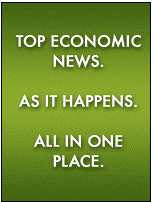 TOP ECONOMIC
NEWS.
AS IT HAPPENS.
ALL IN ONE
PLACE.